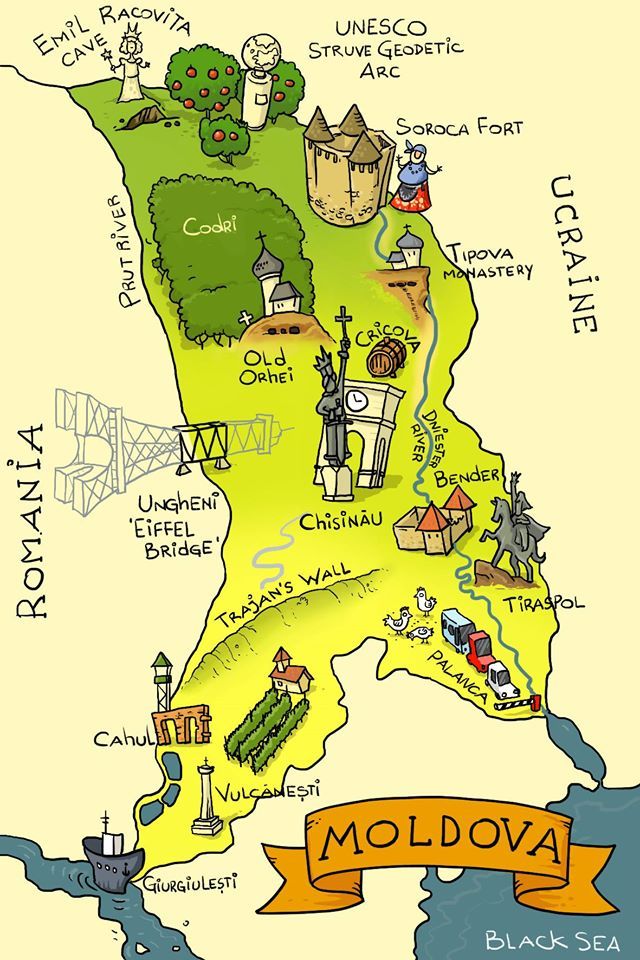 EMIL RACOVITA
CAVE
UNESCO
STRUVE GEODETIC
ARC
SOROCA FORT
UCRAINE
PRUT RIVER
CODRI
TIPOVA
MONASTERY
CRICOVA
OLD
ORHEI
DNIESTER
RIVER
ROMANIA
UNGHENI
'EIFFEL
BRIDGE'
CHISINĂU
BENDER
TIRASPOL
TRAJAN'S WALL
PALANCA
CAHUL
VULCĂNEȘTI
GIURGIULEȘTI
MOLDOVA
BLACK SEA